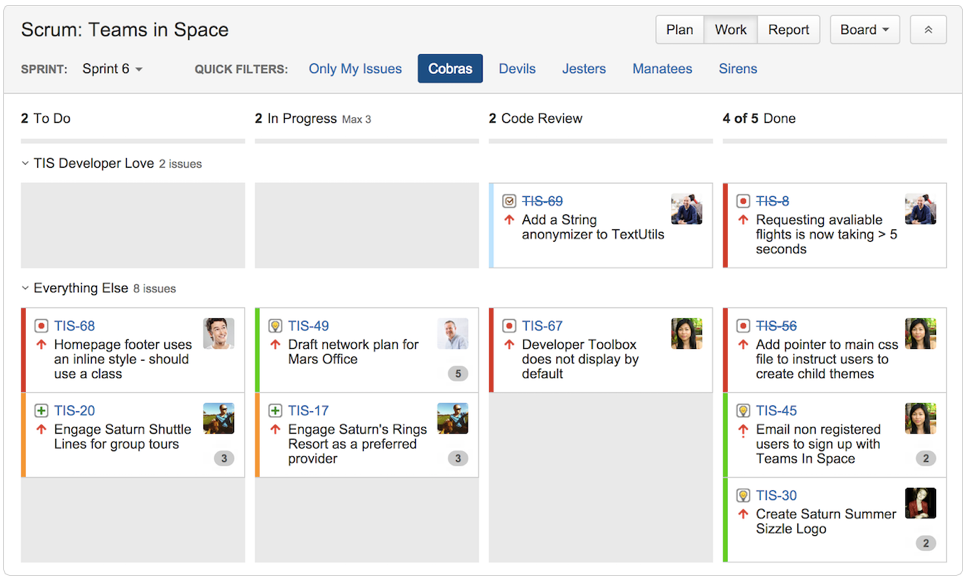 Scrum: Teams in Space
Plan Work Report Board
SPRINT: Sprint 6 QUICK FILTERS: Only My Issues Cobras Devils Jesters Manatees Sirens
2 To Do
2 In Progress Max 3
2 Code Review
4 of 5 Done
TIS Developer Love 2 issues
TIS-69
Add a String
anonymizer to TextUtils
TIS-8
Requesting avaliable
flights is now taking > 5
seconds
Everything Else 8 issues
TIS-68
Homepage footer uses
an inline style - should
use a class
TIS-20
Engage Saturn Shuttle
Lines for group tours
3
TIS-49
Draft network plan for
Mars Office
5
TIS-17
Engage Saturn's Rings
Resort as a preferred
provider
3
TIS-67
Developer Toolbox
does not display by
default
TIS-56
Add pointer to main css
file to instruct users to
create child themes
TIS-45
Email non registered
users to sign up with
Teams In Space
2
TIS-30
Create Saturn Summer
Sizzle Logo
2